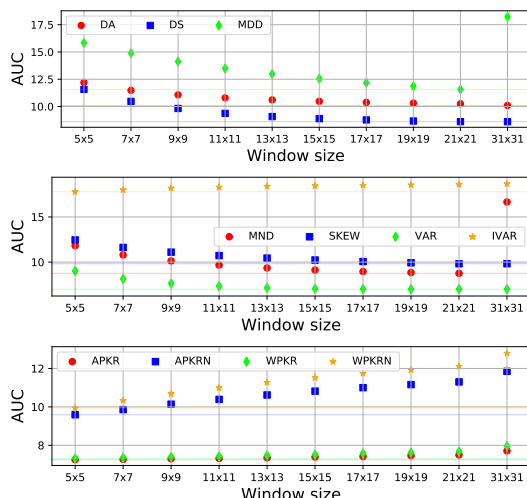 DA DS MDD
17.5
15.0
12.5
10.0
AUC
5x5 7x7 9x9 11x11 13x13 15x15 17x17 19x19 21x21 31x31
Window size
15
10
AUC
MND SKEW VAR IVAR
5x5 7x7 9x9 11x11 13x13 15x15 17x17 19x19 21x21 31x31
Window size
APKR APKRN WPKR WPKRN
12
10
8
AUC
5x5 7x7 9x9 11x11 13x13 15x15 17x17 19x19 21x21 31x31
Window size